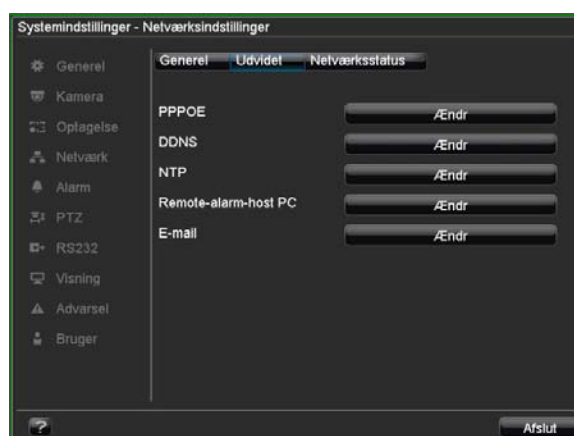 Systemindstillinger - Netværksindstillinger
Generel Udvidet Netværksstatus
Generel
Kamera
Optagelse
Netværk
Alarm
PTZ
RS232
Visning
Advarsel
Bruger
PPPOE Ændr
DDNS Ændr
NTP Ændr
Remote-alarm-host PC Ændr
E-mail Ændr
? Afslut